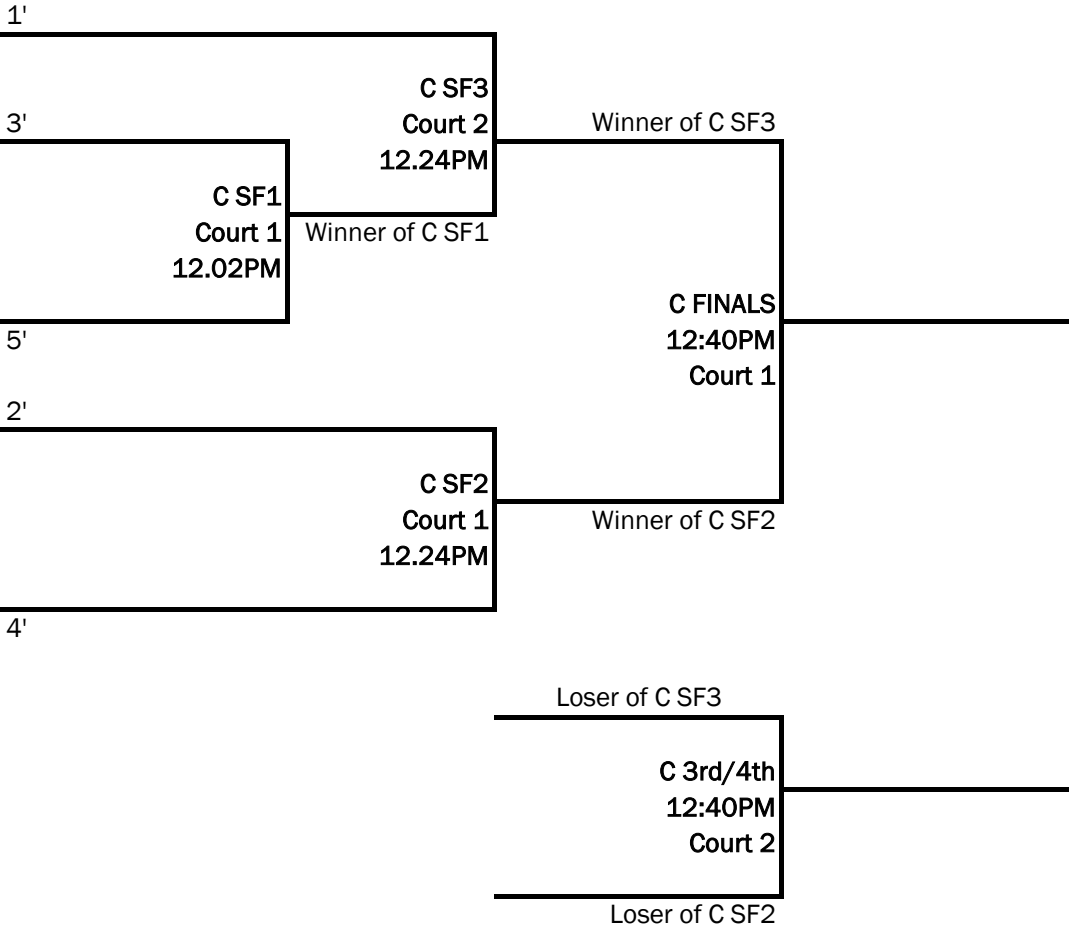 1'
C SF3
Court 2
12.24PM
3'
Winner of C SF3
C SF1
Court 1
12.02PM
Winner of C SF1
C FINALS
12:40PM
Court 1
5'
2'
C SF2
Court 1
12.24PM
Winner of C SF2
4'
Loser of C SF3
C 3rd/4th
12:40PM
Court 2
Loser of C SF2